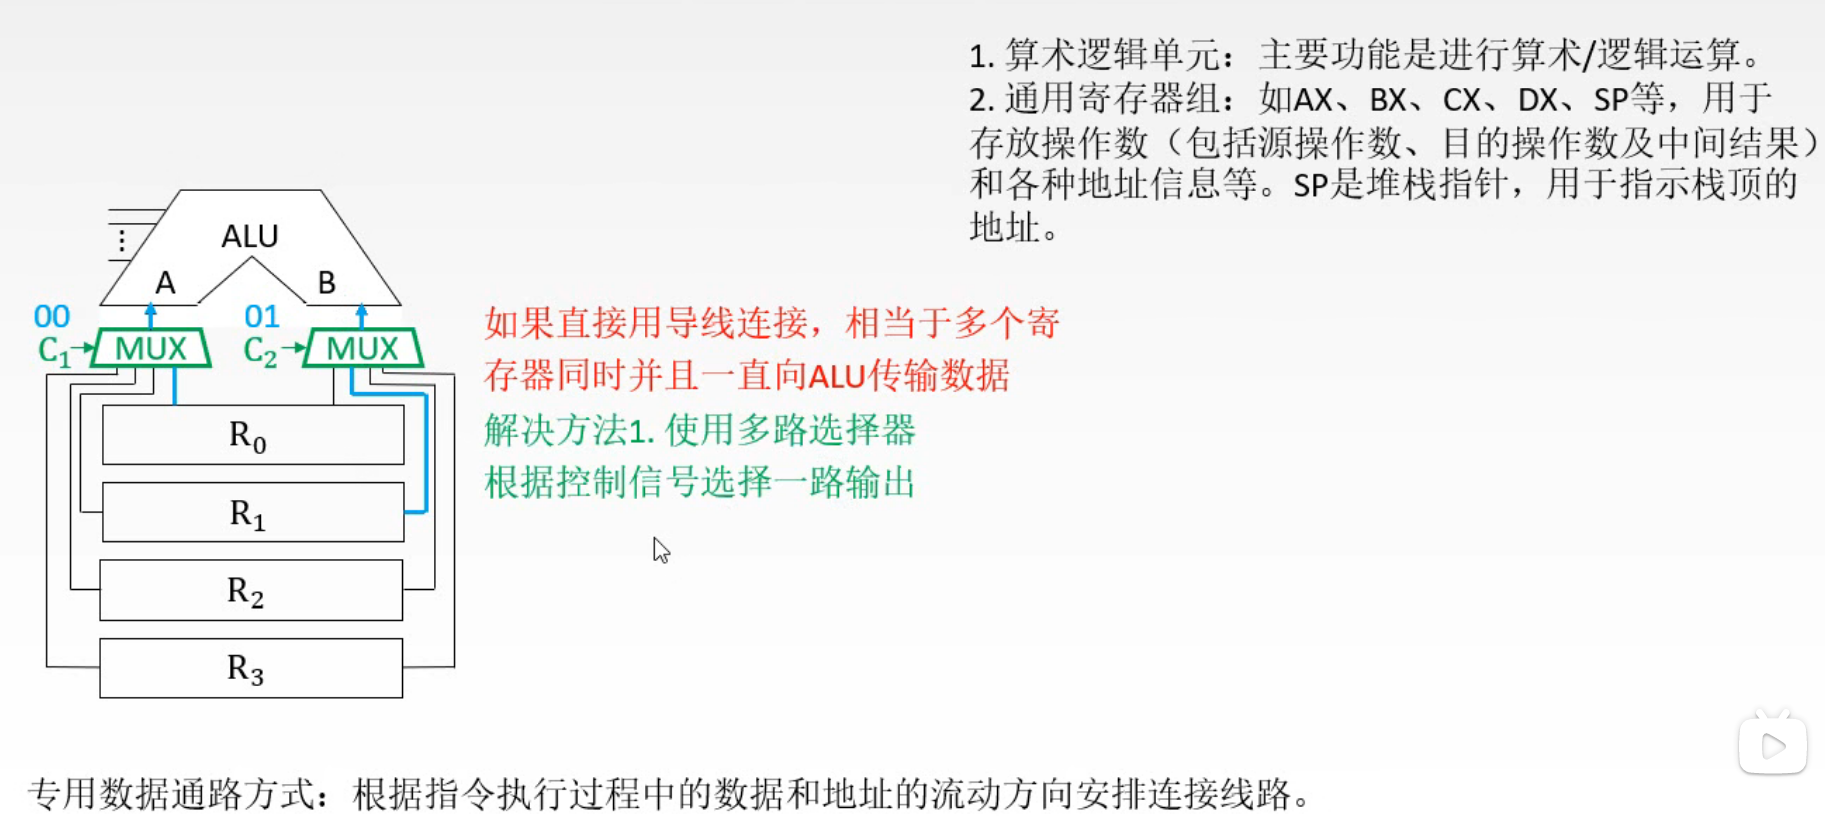 1. 算术逻辑单元：主要功能是进行算术/逻辑运算。
2. 通用寄存器组：如AX、BX、CX、DX、SP等，用于
存放操作数（包括源操作数、目的操作数及中间结果）
和各种地址信息等。SP是堆栈指针，用于指示栈顶的
地址。
ALU
A
B
00
01
C₁
MUX
C₂
MUX
如果直接用导线连接，相当于多个寄
存器同时并且一直向ALU传输数据
解决方法1. 使用多路选择器
根据控制信号选择一路输出
R₀
R₁
R₂
R₃
专用数据通路方式：根据指令执行过程中的数据和地址的流动方向安排连接线路。